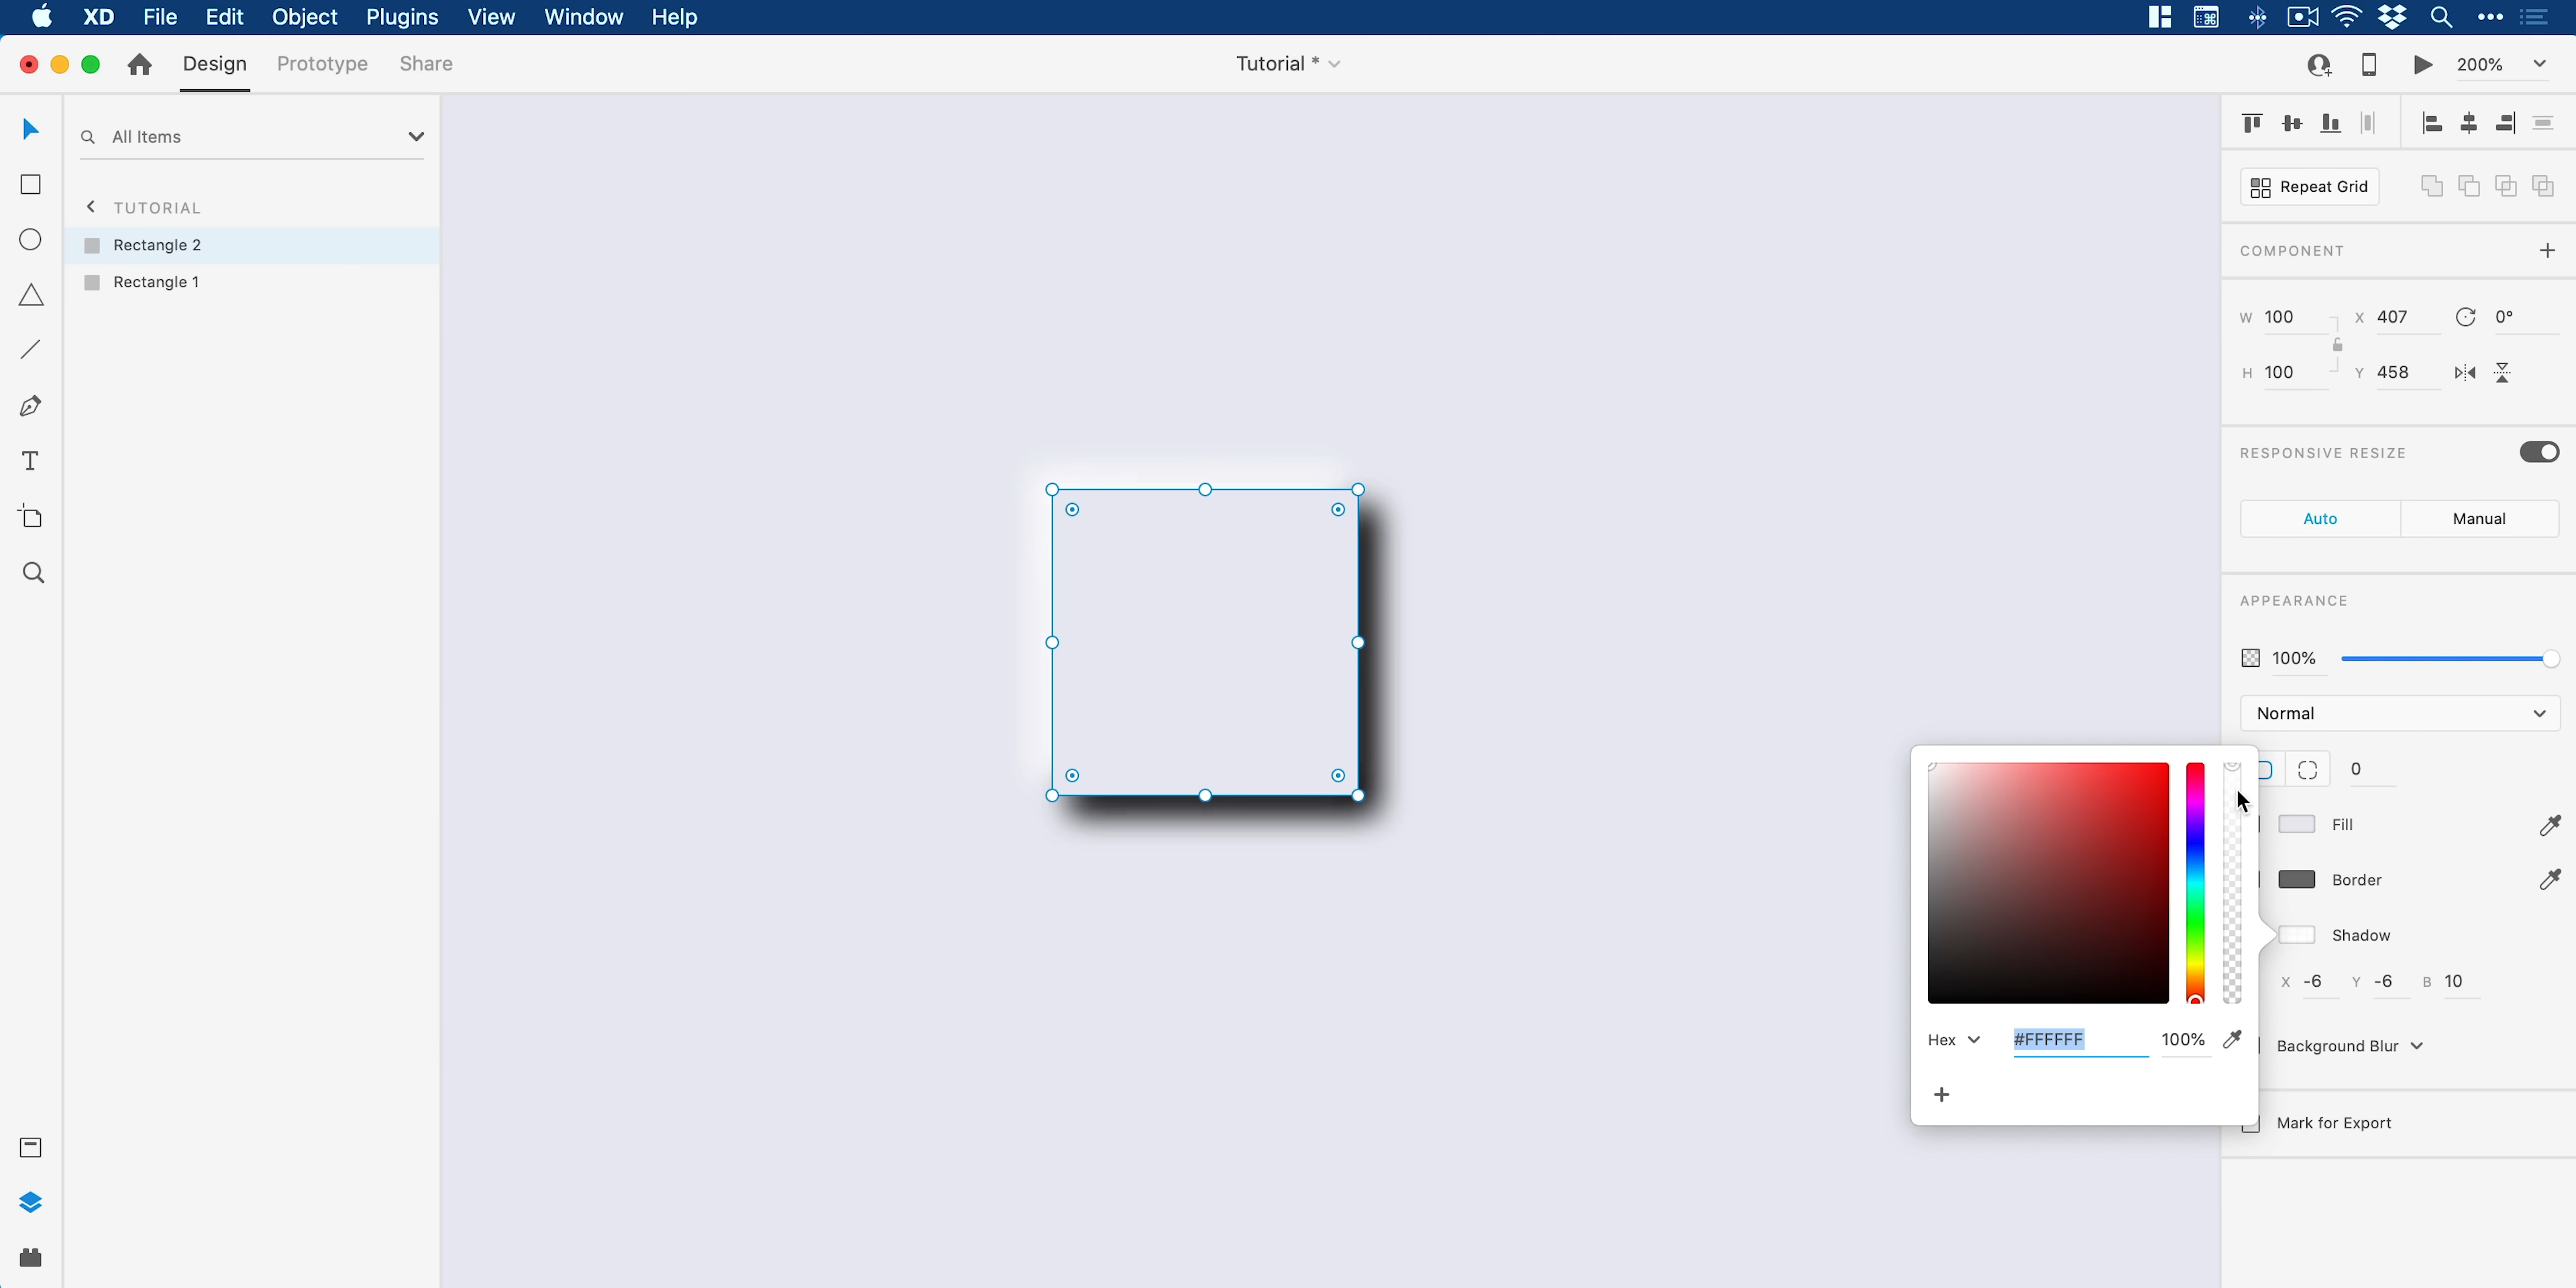 XD File Edit Object Plugins View Window Help
Design Prototype Share
Tutorial *
200%
All Items
TUTORIAL
Rectangle 2
Rectangle 1
Repeat Grid
COMPONENT
W 100 X 407 0°
H 100 Y 458
RESPONSIVE RESIZE
Auto Manual
APPEARANCE
100%
Normal
0
Fill
Border
Shadow
X -6 Y -6 B 10
Hex #FFFFFF 100%
Background Blur
Mark for Export